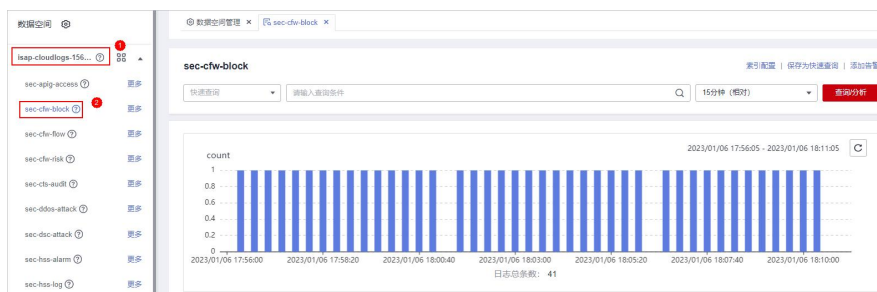 数据空间
isap-cloudlogs-156...
1
sec-apig-access
更多
sec-cfw-block
2
更多
sec-cfw-flow
更多
sec-cfw-risk
更多
sec-cts-audit
更多
sec-ddos-attack
更多
sec-dsc-attack
更多
sec-hss-alarm
更多
sec-hss-log
更多
数据空间管理 ×
sec-cfw-block ×
sec-cfw-block
索引配置 | 保存为快速查询 | 添加告警
快速查询
请输入查询条件
15分钟（相对）
查询/分析
2023/01/06 17:56:05 - 2023/01/06 18:11:05
count
1
0.8
0.6
0.4
0.2
0
2023/01/06 17:56:00 2023/01/06 17:58:20 2023/01/06 18:00:40 2023/01/06 18:03:00 2023/01/06 18:05:20 2023/01/06 18:07:40 2023/01/06 18:10:00
日志总条数： 41